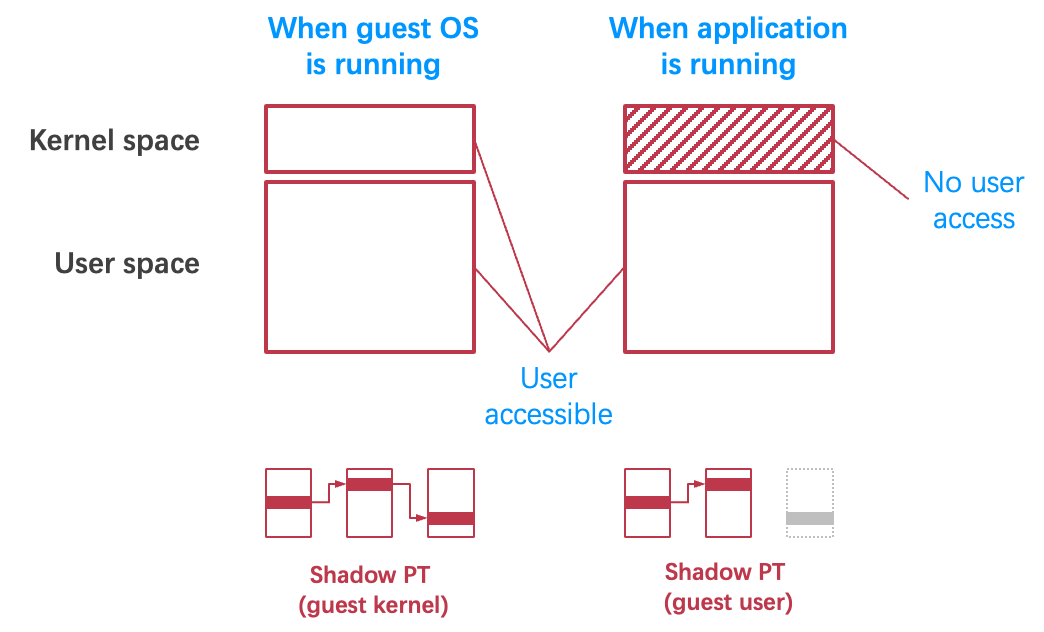 When guest OS
is running
When application
is running
Kernel space
No user
access
User space
User
accessible
Shadow PT
(guest kernel)
Shadow PT
(guest user)